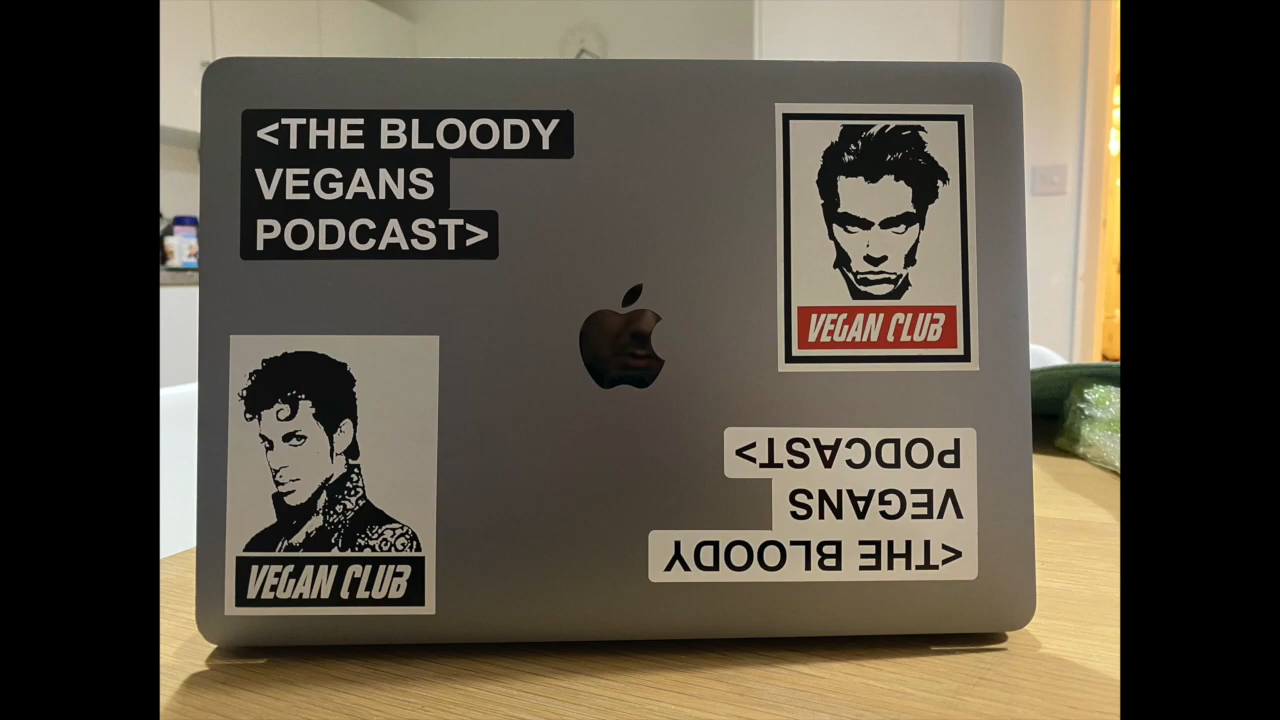 <THE BLOODY
VEGANS
PODCAST>
VEGAN CLUB
VEGAN CLUB
<THE BLOODY
VEGANS
PODCAST>